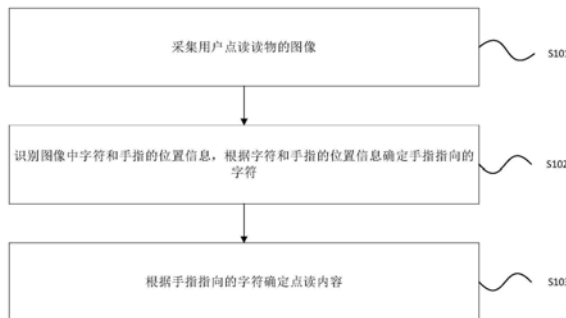 采集用户点读读物的图像
S101
识别图像中字符和手指的位置信息，根据字符和手指的位置信息确定手指指向的
字符
S102
根据手指指向的字符确定点读内容
S103